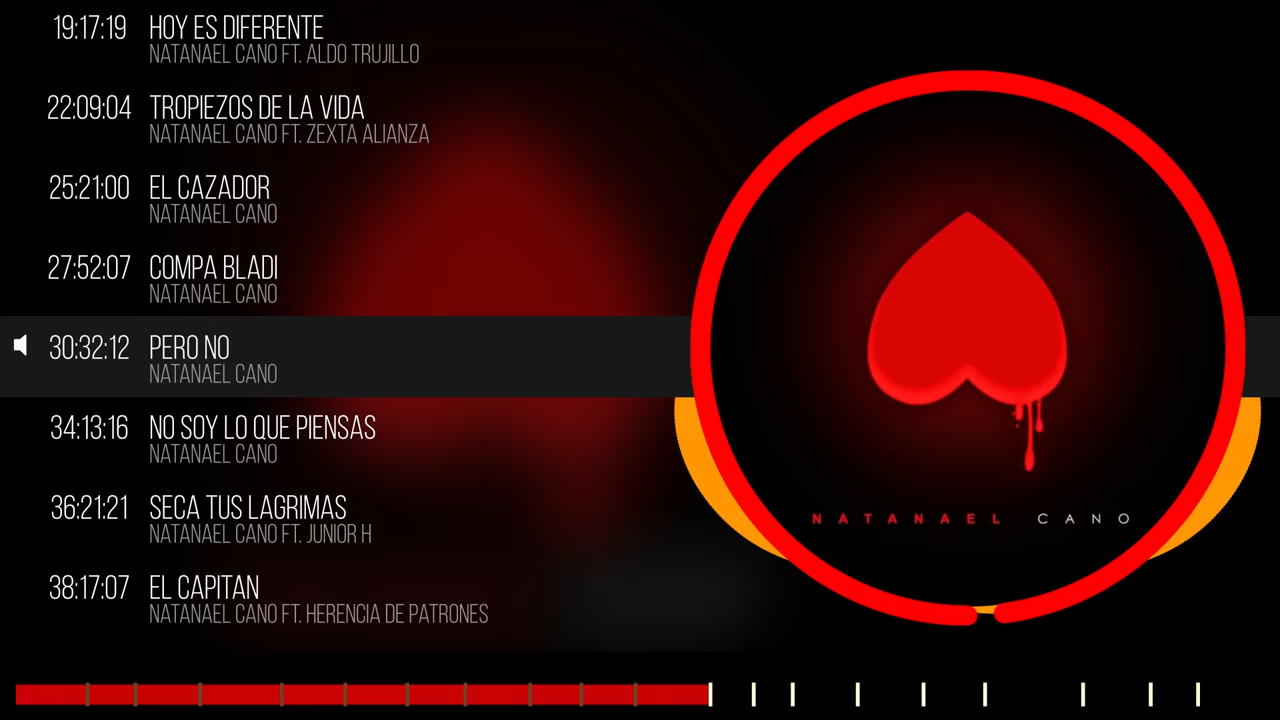 19:17:19 HOY ES DIFERENTE
NATANAEL CANO FT. ALDO TRUJILLO
22:09:04 TROPIEZOS DE LA VIDA
NATANAEL CANO FT. ZEXTA ALIANZA
25:21:00 EL CAZADOR
NATANAEL CANO
27:52:07 COMPA BLADI
NATANAEL CANO
30:32:12 PERO NO
NATANAEL CANO
34:13:16 NO SOY LO QUE PIENSAS
NATANAEL CANO
36:21:21 SECA TUS LAGRIMAS
NATANAEL CANO FT. JUNIOR H
38:17:07 EL CAPITAN
NATANAEL CANO FT. HERENCIA DE PATRONES
NATANAEL CANO